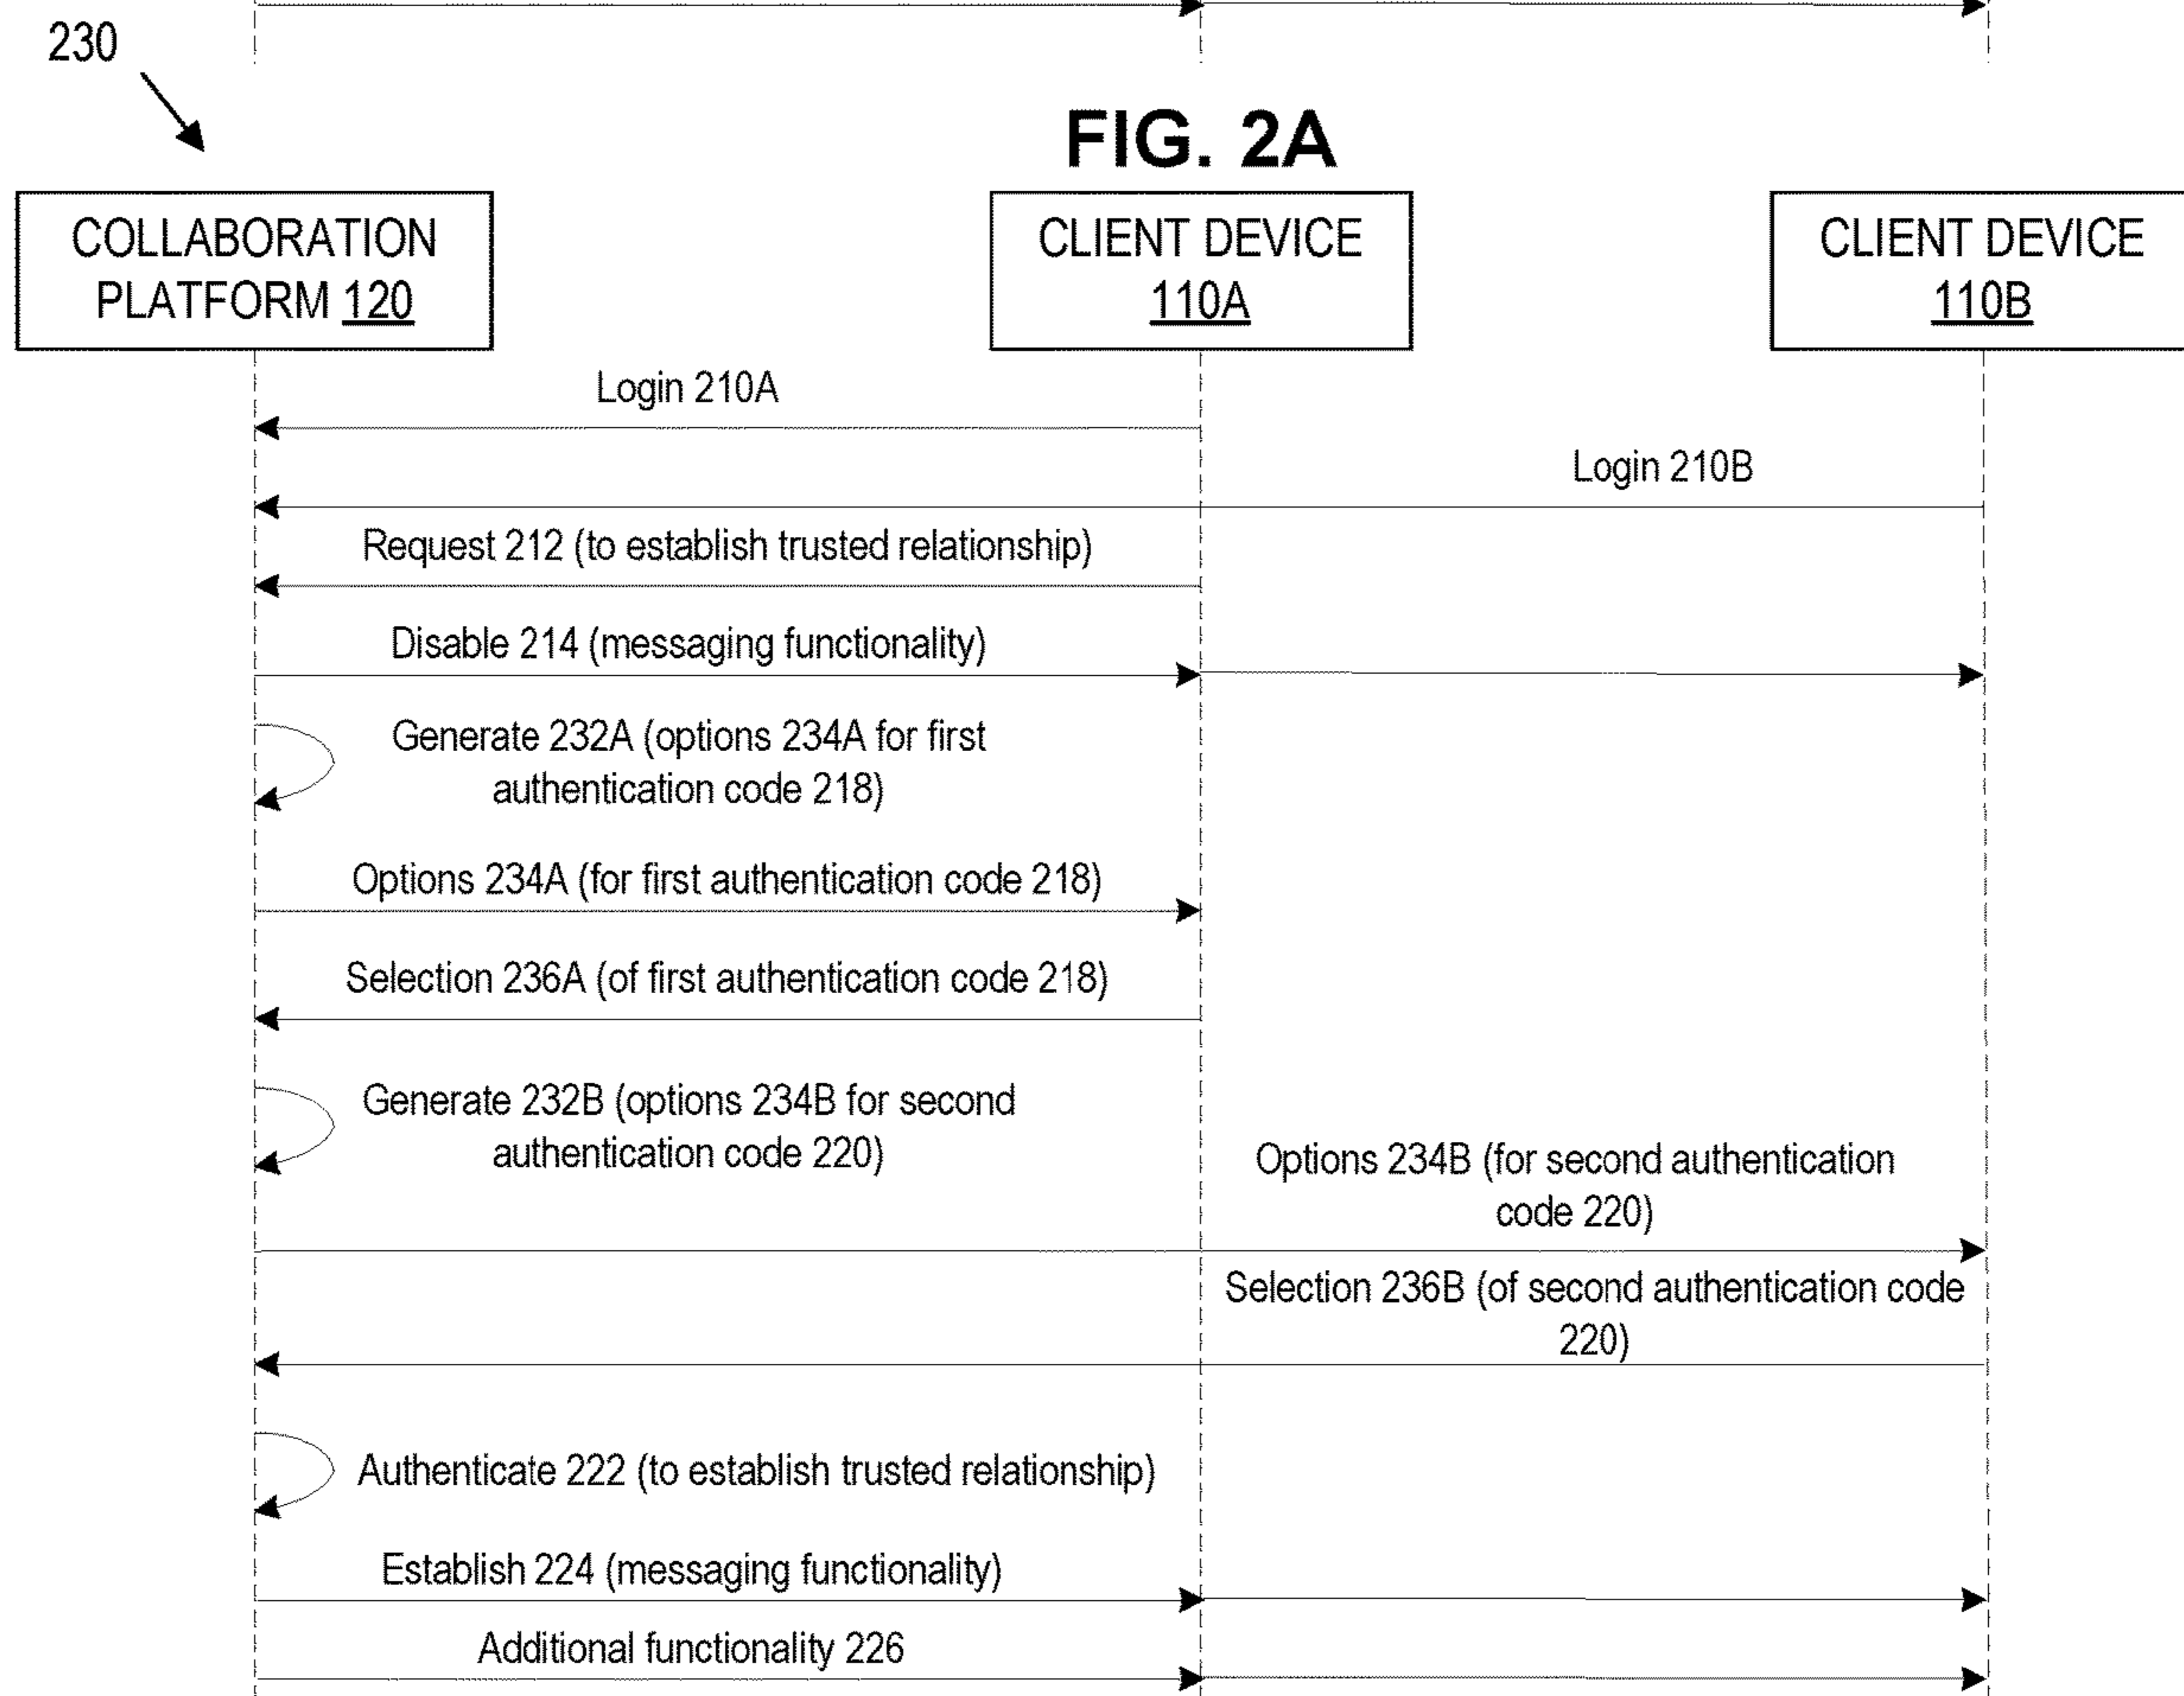 230
FIG. 2A
COLLABORATION
PLATFORM 120
CLIENT DEVICE
110A
CLIENT DEVICE
110B
Login 210A
Login 210B
Request 212 (to establish trusted relationship)
Disable 214 (messaging functionality)
Generate 232A (options 234A for first
authentication code 218)
Options 234A (for first authentication code 218)
Selection 236A (of first authentication code 218)
Generate 232B (options 234B for second
authentication code 220)
Options 234B (for second authentication
code 220)
Selection 236B (of second authentication code
220)
Authenticate 222 (to establish trusted relationship)
Establish 224 (messaging functionality)
Additional functionality 226